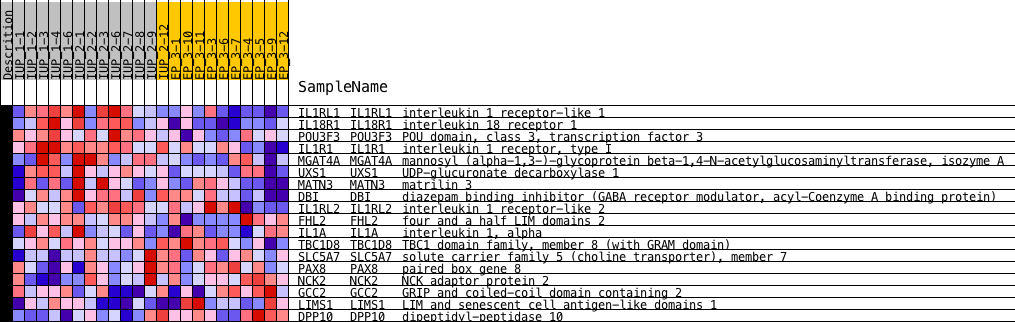 Descrition
IUP_1-1
IUP_1-2
IUP_1-3
IUP_1-4
IUP_1-6
IUP_2-1
IUP_2-2
IUP_2-3
IUP_2-6
IUP_2-7
IUP_2-8
IUP_2-9
IUP_2-12
EP_3-1
EP_3-10
EP_3-11
EP_3-3
EP_3-6
EP_3-7
EP_3-4
EP_3-5
EP_3-9
EP_3-12
SampleName
IL1RL1 IL1RL1 interleukin 1 receptor-like 1
IL18R1 IL18R1 interleukin 18 receptor 1
POU3F3 POU3F3 POU domain, class 3, transcription factor 3
IL1R1 IL1R1 interleukin 1 receptor, type I
MGAT4A MGAT4A mannosyl (alpha-1,3-)-glycoprotein beta-1,4-N-acetylglucosaminyltransferase, isozyme A
UXS1 UXS1 UDP-glucuronate decarboxylase 1
MATN3 MATN3 matrilin 3
DBI DBI diazepam binding inhibitor (GABA receptor modulator, acyl-Coenzyme A binding protein)
IL1RL2 IL1RL2 interleukin 1 receptor-like 2
FHL2 FHL2 four and a half LIM domains 2
IL1A IL1A interleukin 1, alpha
TBC1D8 TBC1D8 TBC1 domain family, member 8 (with GRAM domain)
SLC5A7 SLC5A7 solute carrier family 5 (choline transporter), member 7
PAX8 PAX8 paired box gene 8
NCK2 NCK2 NCK adaptor protein 2
GCC2 GCC2 GRIP and coiled-coil domain containing 2
LIMS1 LIMS1 LIM and senescent cell antigen-like domains 1
DPP10 DPP10 dipeptidyl-peptidase 10